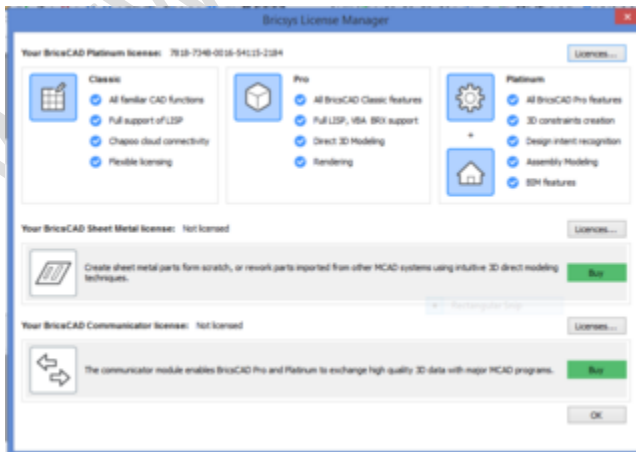 Bricsys License Manager
Your BricsCAD Platinum license: 7818-7348-0016-54115-2184
Licences...
Classic
All familiar CAD functions
Full support of LISP
Chapoo cloud connectivity
Flexible licensing
Pro
All BricsCAD Classic features
Full LISP, VBA BRX support
Direct 3D Modeling
Rendering
Platinum
All BricsCAD Pro features
3D constraints creation
+
Design intent recognition
Assembly Modeling
BIM features
Your BricsCAD Sheet Metal license: Not licensed
Licences...
Create sheet metal parts form scratch, or rework parts imported from other MCAD systems using intuitive 3D direct modeling
techniques.
Buy
Rectangular Snip
Your BricsCAD Communicator license: Not licensed
Licenses...
The communicator module enables BricsCAD Pro and Platinum to exchange high quality 3D data with major MCAD programs.
Buy
OK